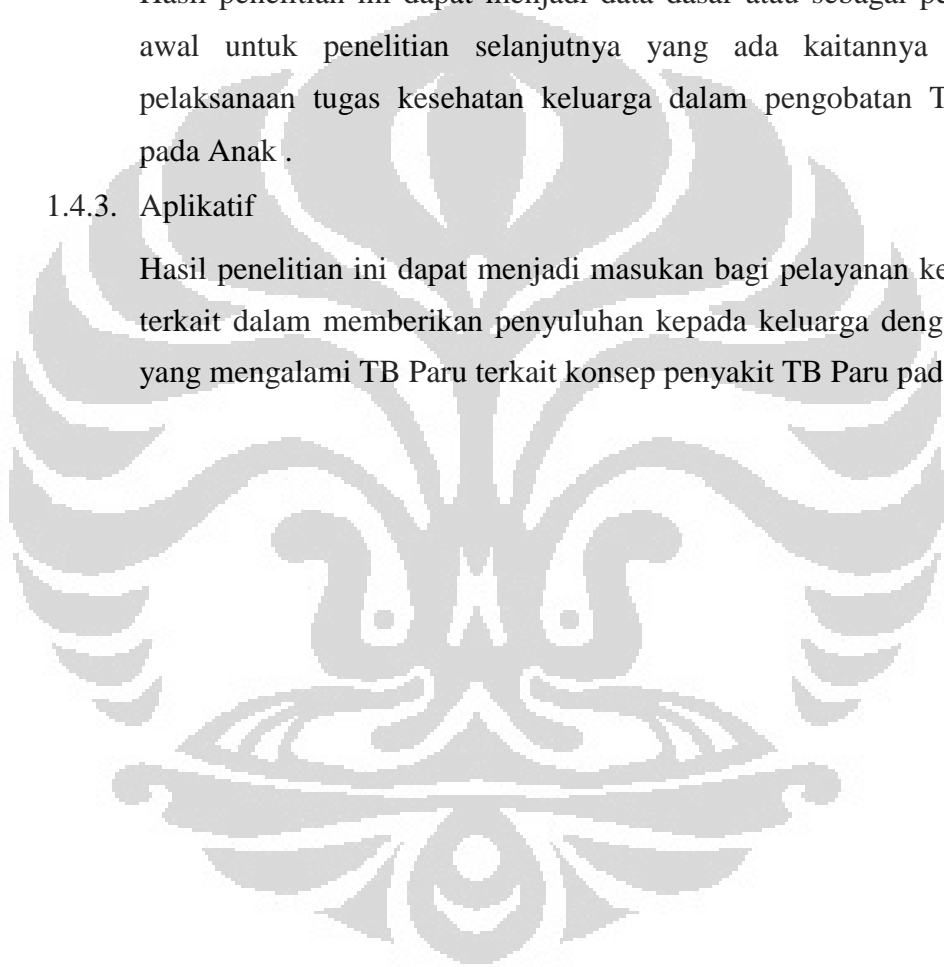 Hasil penelitian ini dapat menjadi data dasar atau sebagai
awal untuk penelitian selanjutnya yang ada kaitannya
pelaksanaan tugas kesehatan keluarga dalam pengobatan T
pada Anak .
1.4.3. Aplikatif
Hasil penelitian ini dapat menjadi masukan bagi pelayanan ke
terkait dalam memberikan penyuluhan kepada keluarga deng
yang mengalami TB Paru terkait konsep penyakit TB Paru pad